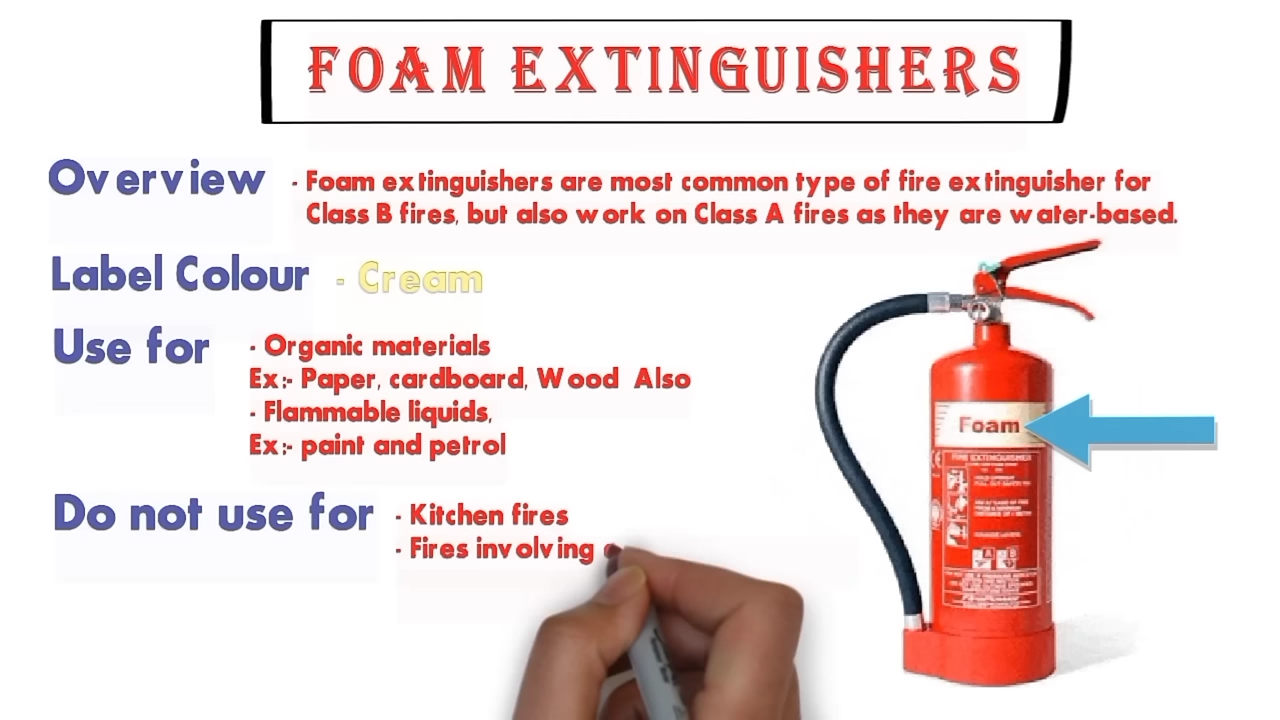 FOAM EXTINGUISHERS
Overview - Foam extinguishers are most common type of fire extinguisher for
Class B fires, but also work on Class A fires as they are water-based.
Label Colour - Cream
Use for - Organic materials
Ex:- Paper, cardboard, Wood Also
- Flammable liquids,
Ex:- paint and petrol
Do not use for - Kitchen fires
- Fires involving
Foam
FIRE EXTINGUISHER
A B